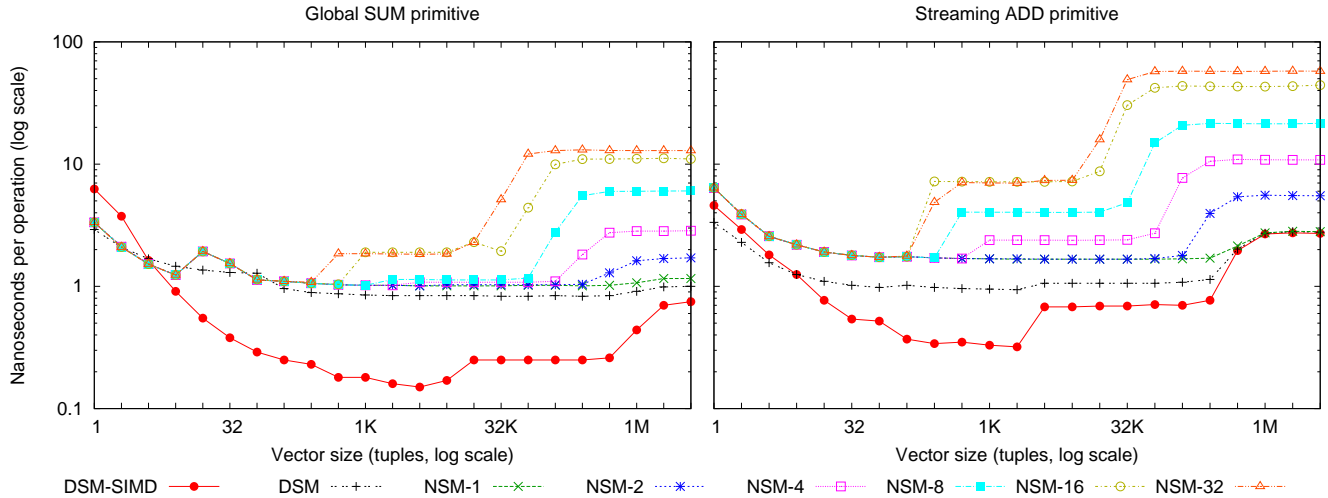 Global SUM primitive
Streaming ADD primitive
Nanoseconds per operation (log scale)
100
10
1
0.1
1 32 1K 32K 1M
1 32 1K 32K 1M
Vector size (tuples, log scale)
Vector size (tuples, log scale)
DSM-SIMD DSM NSM-1 NSM-2 NSM-4 NSM-8 NSM-16 NSM-32